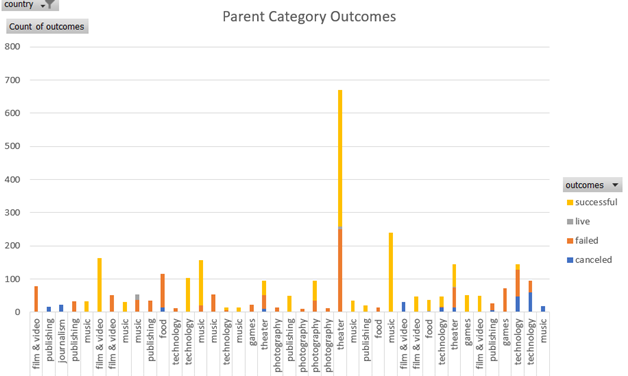 country
Parent Category Outcomes
Count of outcomes
800
700
600
500
400
300
200
100
0
outcomes
successful
live
failed
canceled
film & video
publishing
journalism
publishing
music
film & video
film & video
music
music
publishing
food
technology
technology
music
music
technology
music
games
theater
photography
publishing
photography
photography
photography
theater
music
publishing
food
music
film & video
film & video
food
technology
theater
games
film & video
publishing
games
technology
technology
music